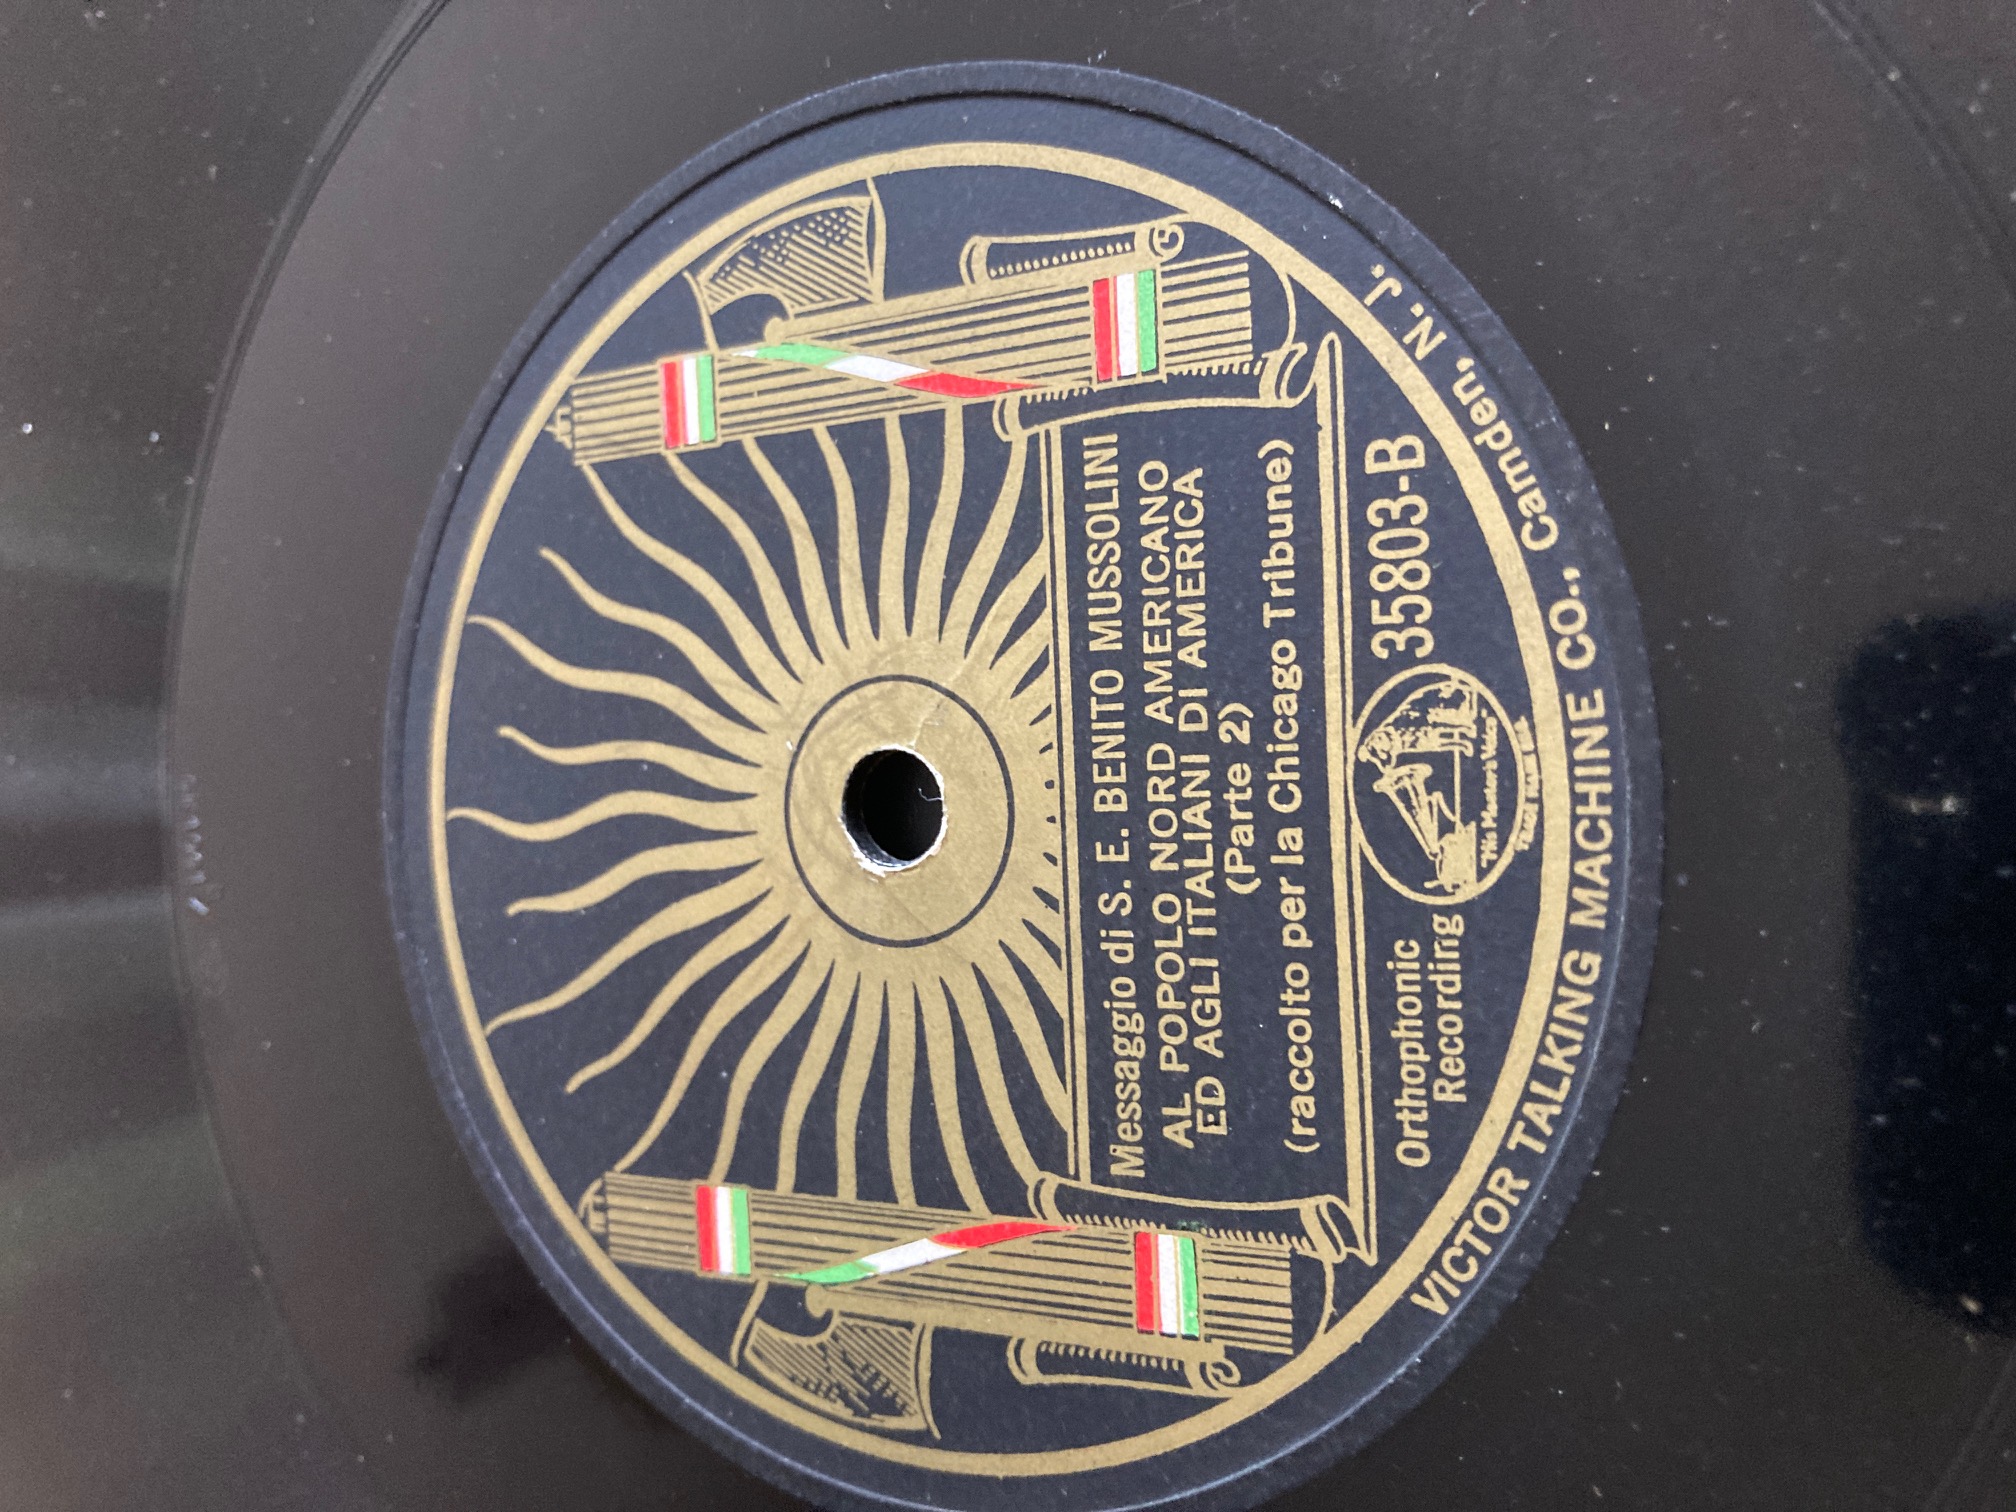 Messaggio di S. E. BENITO MUSSOLINI
AL POPOLO NORD AMERICANO
ED AGLI ITALIANI DI AMERICA
(Parte 2)
(raccolto per la Chicago Tribune)
Orthophonic
Recording
"His Master's Voice"
35803-B
VICTOR TALKING MACHINE CO., Camden, N. J.